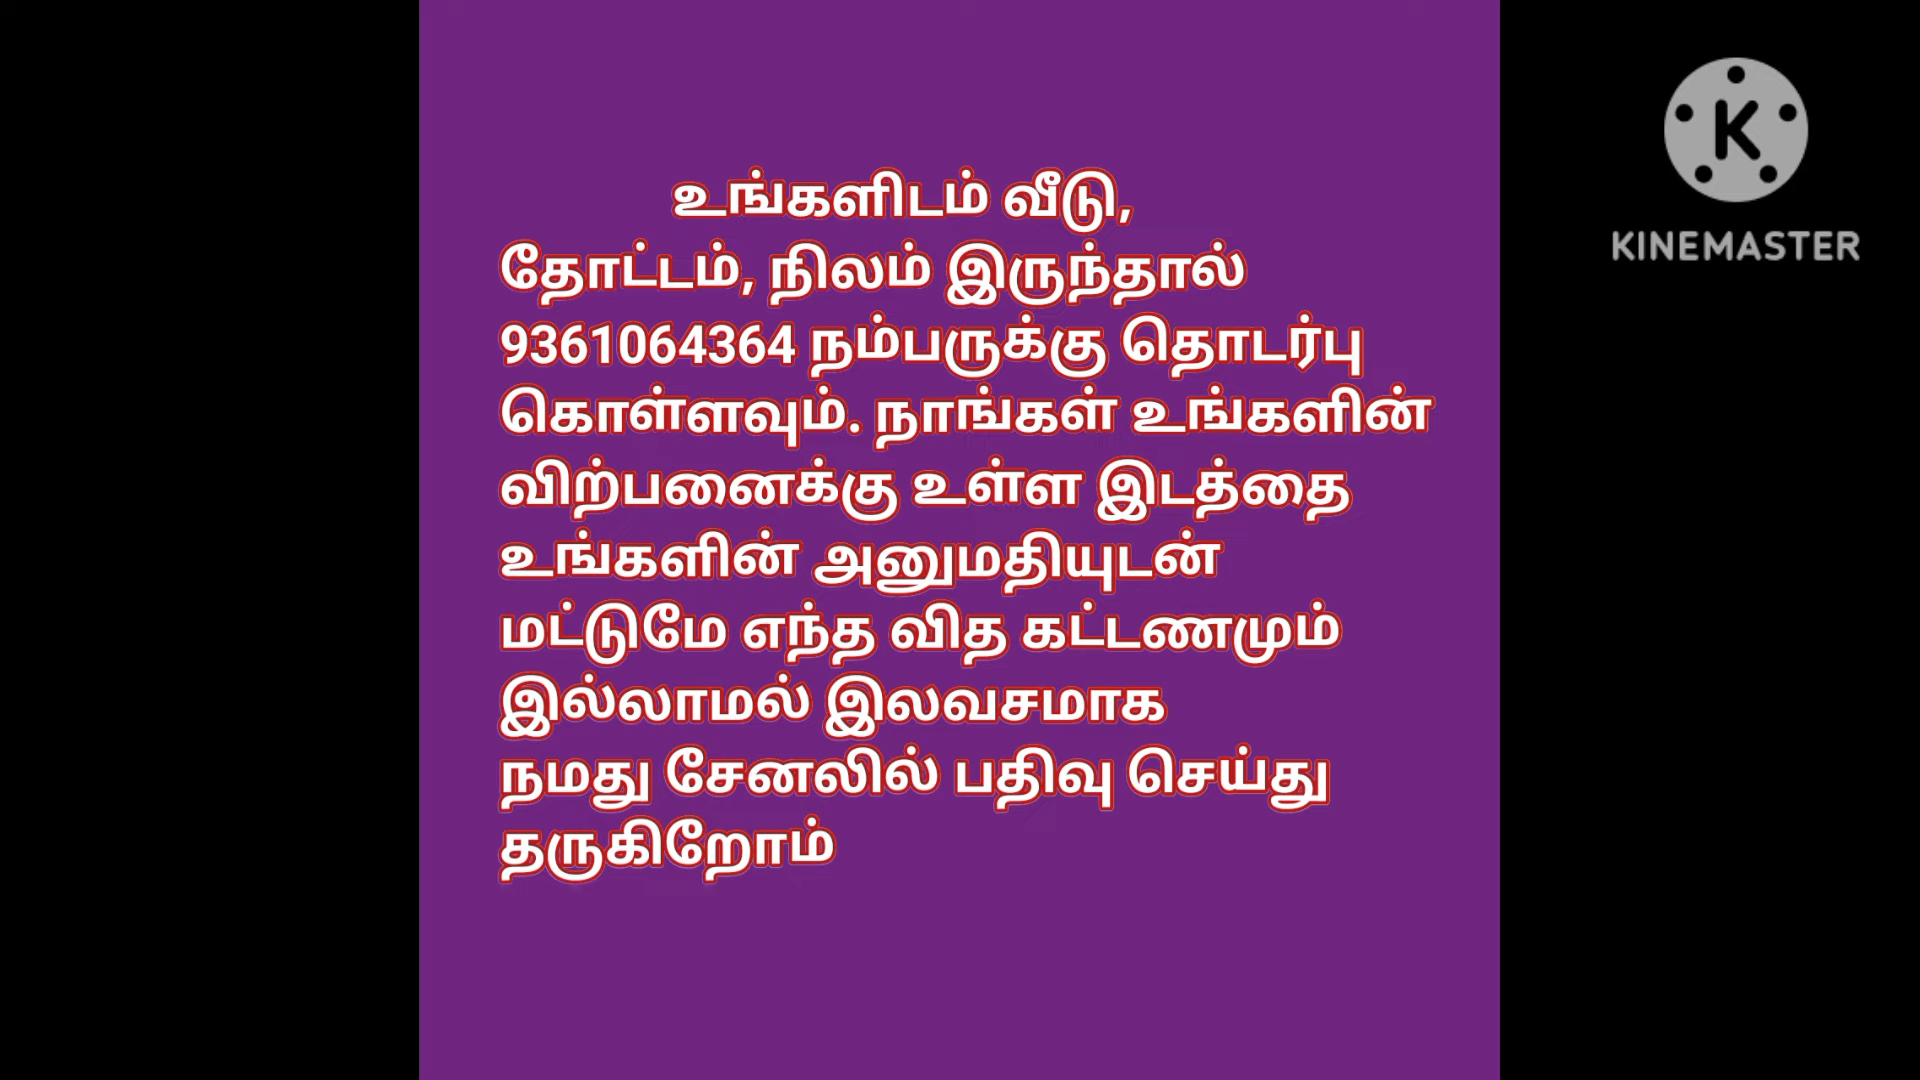 உங்களிடம் வீடு,
தோட்டம், நிலம் இருந்தால்
9361064364 நம்பருக்கு தொடர்பு
கொள்ளவும். நாங்கள் உங்களின்
விற்பனைக்கு உள்ள இடத்தை
உங்களின் அனுமதியுடன்
மட்டுமே எந்த வித கட்டணமும்
இல்லாமல் இலவசமாக
நமது சேனலில் பதிவு செய்து
தருகிறோம்
K
KINEMASTER